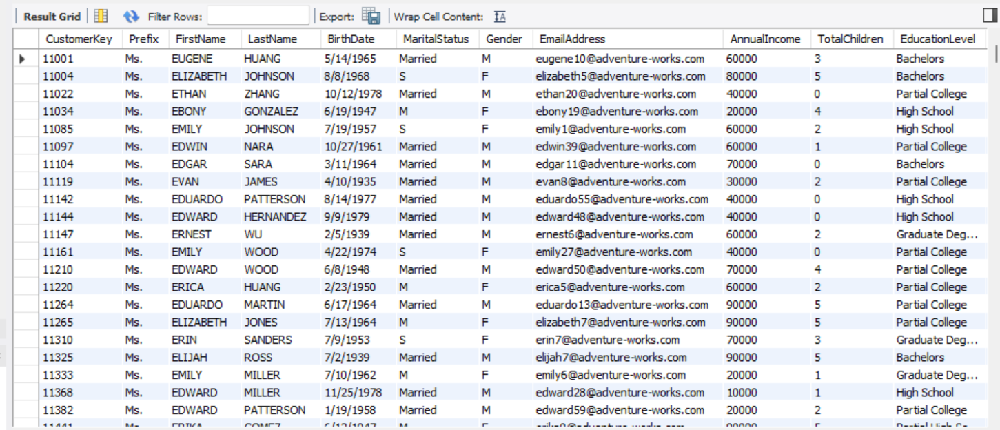 Result Grid Filter Rows: Export: Wrap Cell Content: IA
CustomerKey Prefix FirstName LastName BirthDate MaritalStatus Gender EmailAddress AnnualIncome TotalChildren EducationLevel
11001 Ms. EUGENE HUANG 5/14/1965 Married M eugene10@adventure-works.com 60000 3 Bachelors
11004 Ms. ELIZABETH JOHNSON 8/8/1968 S F elizabeth5@adventure-works.com 80000 5 Bachelors
11022 Ms. ETHAN ZHANG 10/12/1978 Married M ethan20@adventure-works.com 40000 0 Partial College
11034 Ms. EBONY GONZALEZ 6/19/1947 M F ebony19@adventure-works.com 20000 4 High School
11085 Ms. EMILY JOHNSON 7/19/1957 S F emily1@adventure-works.com 60000 2 High School
11097 Ms. EDWIN NARA 10/27/1961 Married M edwin39@adventure-works.com 60000 1 Partial College
11104 Ms. EDGAR SARA 3/11/1964 Married M edgar11@adventure-works.com 70000 0 Bachelors
11119 Ms. EVAN JAMES 4/10/1935 Married M evan8@adventure-works.com 30000 2 Partial College
11142 Ms. EDUARDO PATTERSON 8/14/1977 Married M eduardo55@adventure-works.com 40000 0 High School
11144 Ms. EDWARD HERNANDEZ 9/9/1979 Married M edward48@adventure-works.com 40000 0 High School
11147 Ms. ERNEST WU 2/5/1939 Married M ernest6@adventure-works.com 60000 2 Graduate Deg...
11161 Ms. EMILY WOOD 4/22/1974 S F emily27@adventure-works.com 40000 0 Partial College
11210 Ms. EDWARD WOOD 6/8/1948 Married M edward50@adventure-works.com 70000 4 Partial College
11220 Ms. ERICA HUANG 2/23/1950 M F erica5@adventure-works.com 60000 2 Partial College
11264 Ms. EDUARDO MARTIN 6/17/1964 Married M eduardo13@adventure-works.com 90000 5 Partial College
11265 Ms. ELIZABETH JONES 7/13/1964 M F elizabeth7@adventure-works.com 90000 5 Partial College
11310 Ms. ERIN SANDERS 7/9/1953 S F erin7@adventure-works.com 70000 3 Graduate Deg...
11325 Ms. ELIJAH ROSS 7/2/1939 Married M elijah7@adventure-works.com 90000 5 Bachelors
11333 Ms. EMILY MILLER 7/10/1962 M F emily6@adventure-works.com 20000 1 Graduate Deg...
11368 Ms. EDWARD MILLER 11/25/1978 Married M edward28@adventure-works.com 10000 1 High School
11382 Ms. EDWARD PATTERSON 1/19/1958 Married M edward59@adventure-works.com 20000 2 Partial College